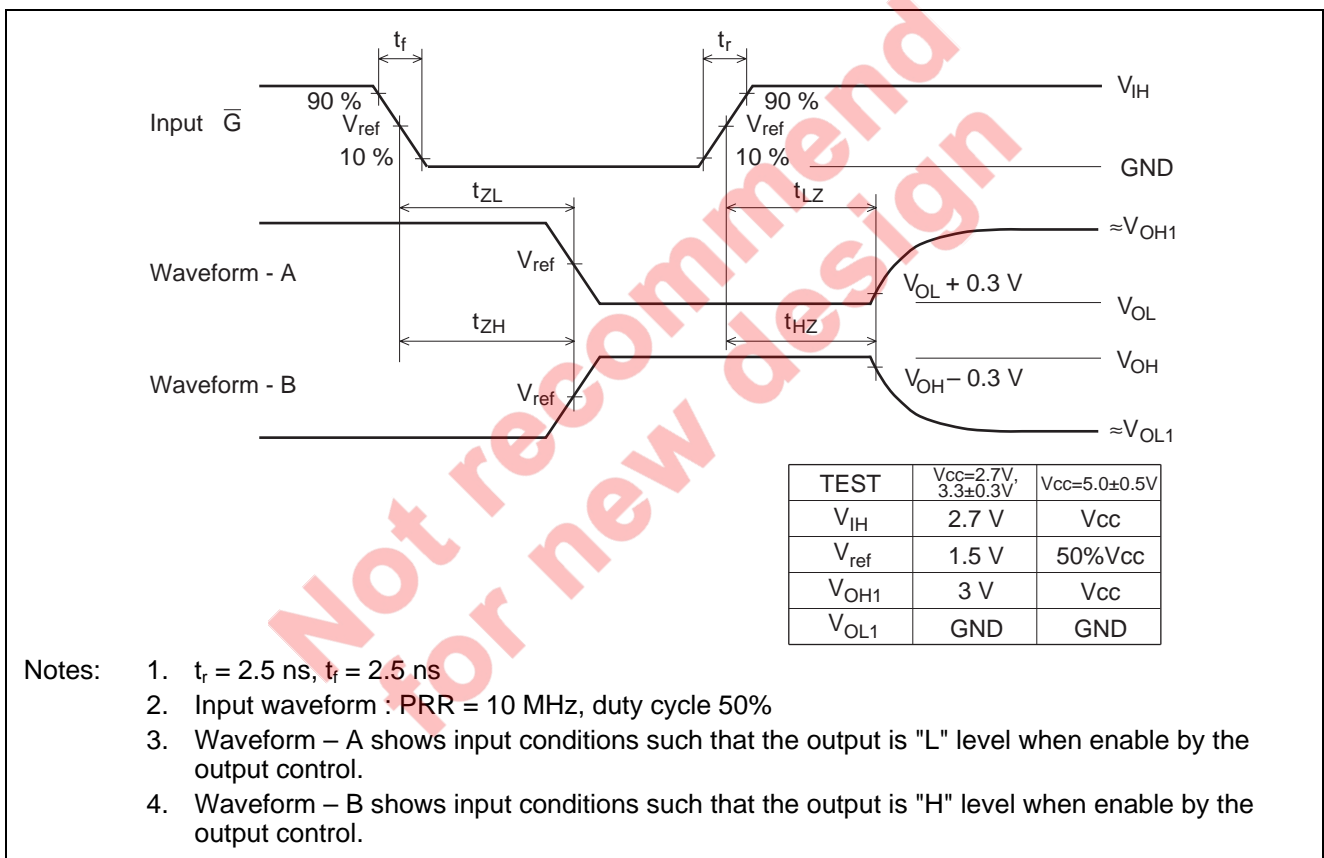 tf tr
90 % 90 % VIH
Input G̅ Vref Vref
10 % 10 % GND
tZL tLZ
≈VOH1
Waveform - A Vref VOL + 0.3 V
VOL
tZH tHZ
VOH
Waveform - B Vref VOH – 0.3 V
≈VOL1
TEST Vcc=2.7V, 3.3±0.3V Vcc=5.0±0.5V
VIH 2.7 V Vcc
Vref 1.5 V 50%Vcc
VOH1 3 V Vcc
VOL1 GND GND
Notes: 1. tr = 2.5 ns, tf = 2.5 ns
2. Input waveform : PRR = 10 MHz, duty cycle 50%
3. Waveform – A shows input conditions such that the output is "L" level when enable by the
output control.
4. Waveform – B shows input conditions such that the output is "H" level when enable by the
output control.
Not recommend
for new design